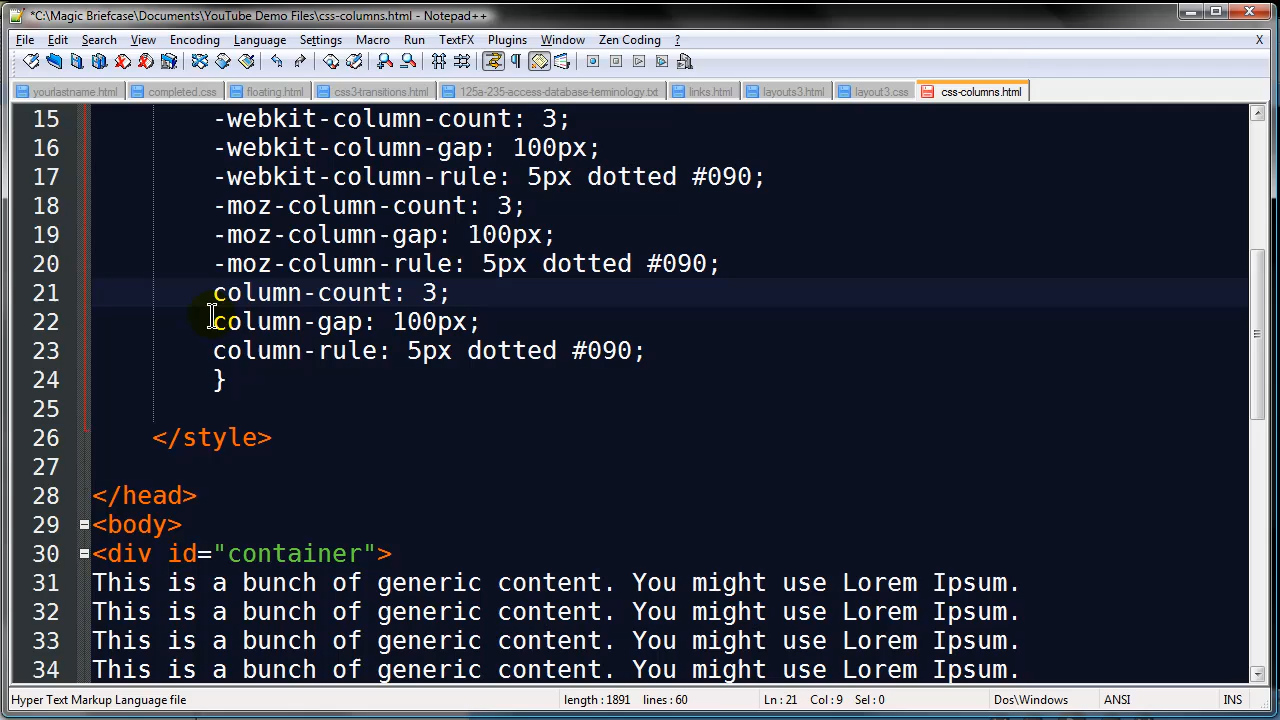 *C:\Magic Briefcase\Documents\YouTube Demo Files\css-columns.html - Notepad++
File Edit Search View Encoding Language Settings Macro Run TextFX Plugins Window Zen Coding ? X
yourlastname.html completed.css floating.html css3-transitions.html 125a-235-access-database-terminology.txt links.html layouts3.html layout3.css css-columns.html
15 -webkit-column-count: 3;
16 -webkit-column-gap: 100px;
17 -webkit-column-rule: 5px dotted #090;
18 -moz-column-count: 3;
19 -moz-column-gap: 100px;
20 -moz-column-rule: 5px dotted #090;
21 column-count: 3;
22 column-gap: 100px;
23 column-rule: 5px dotted #090;
24 }
25
26 </style>
27
28 </head>
29 <body>
30 <div id="container">
31 This is a bunch of generic content. You might use Lorem Ipsum.
32 This is a bunch of generic content. You might use Lorem Ipsum.
33 This is a bunch of generic content. You might use Lorem Ipsum.
34 This is a bunch of generic content. You might use Lorem Ipsum.
Hyper Text Markup Language file length : 1891 lines : 60 Ln : 21 Col : 9 Sel : 0 Dos\Windows ANSI INS